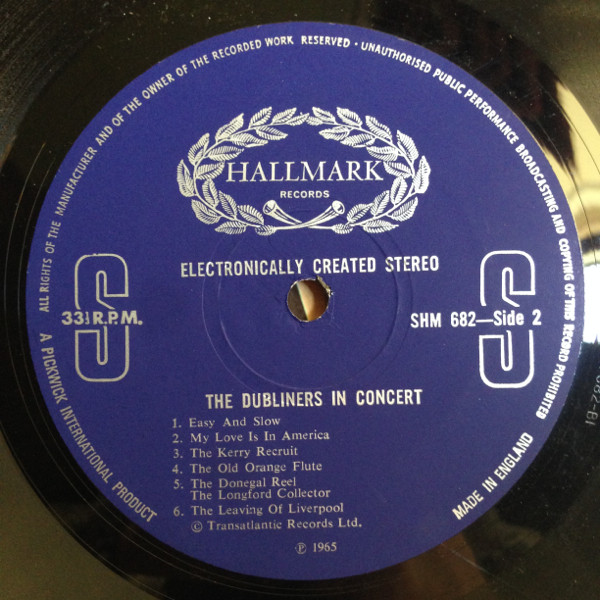 ALL RIGHTS OF THE MANUFACTURER AND OF THE OWNER OF THE RECORDED WORK RESERVED · UNAUTHORISED PUBLIC PERFORMANCE BROADCASTING AND COPYING OF THIS RECORD PROHIBITED
HALLMARK
RECORDS
ELECTRONICALLY CREATED STEREO
S
33⅓ R.P.M.
S
SHM 682—Side 2
THE DUBLINERS IN CONCERT
1. Easy And Slow
2. My Love Is In America
3. The Kerry Recruit
4. The Old Orange Flute
5. The Donegal Reel
The Longford Collector
6. The Leaving Of Liverpool
© Transatlantic Records Ltd.
℗ 1965
A PICKWICK INTERNATIONAL PRODUCT
MADE IN ENGLAND